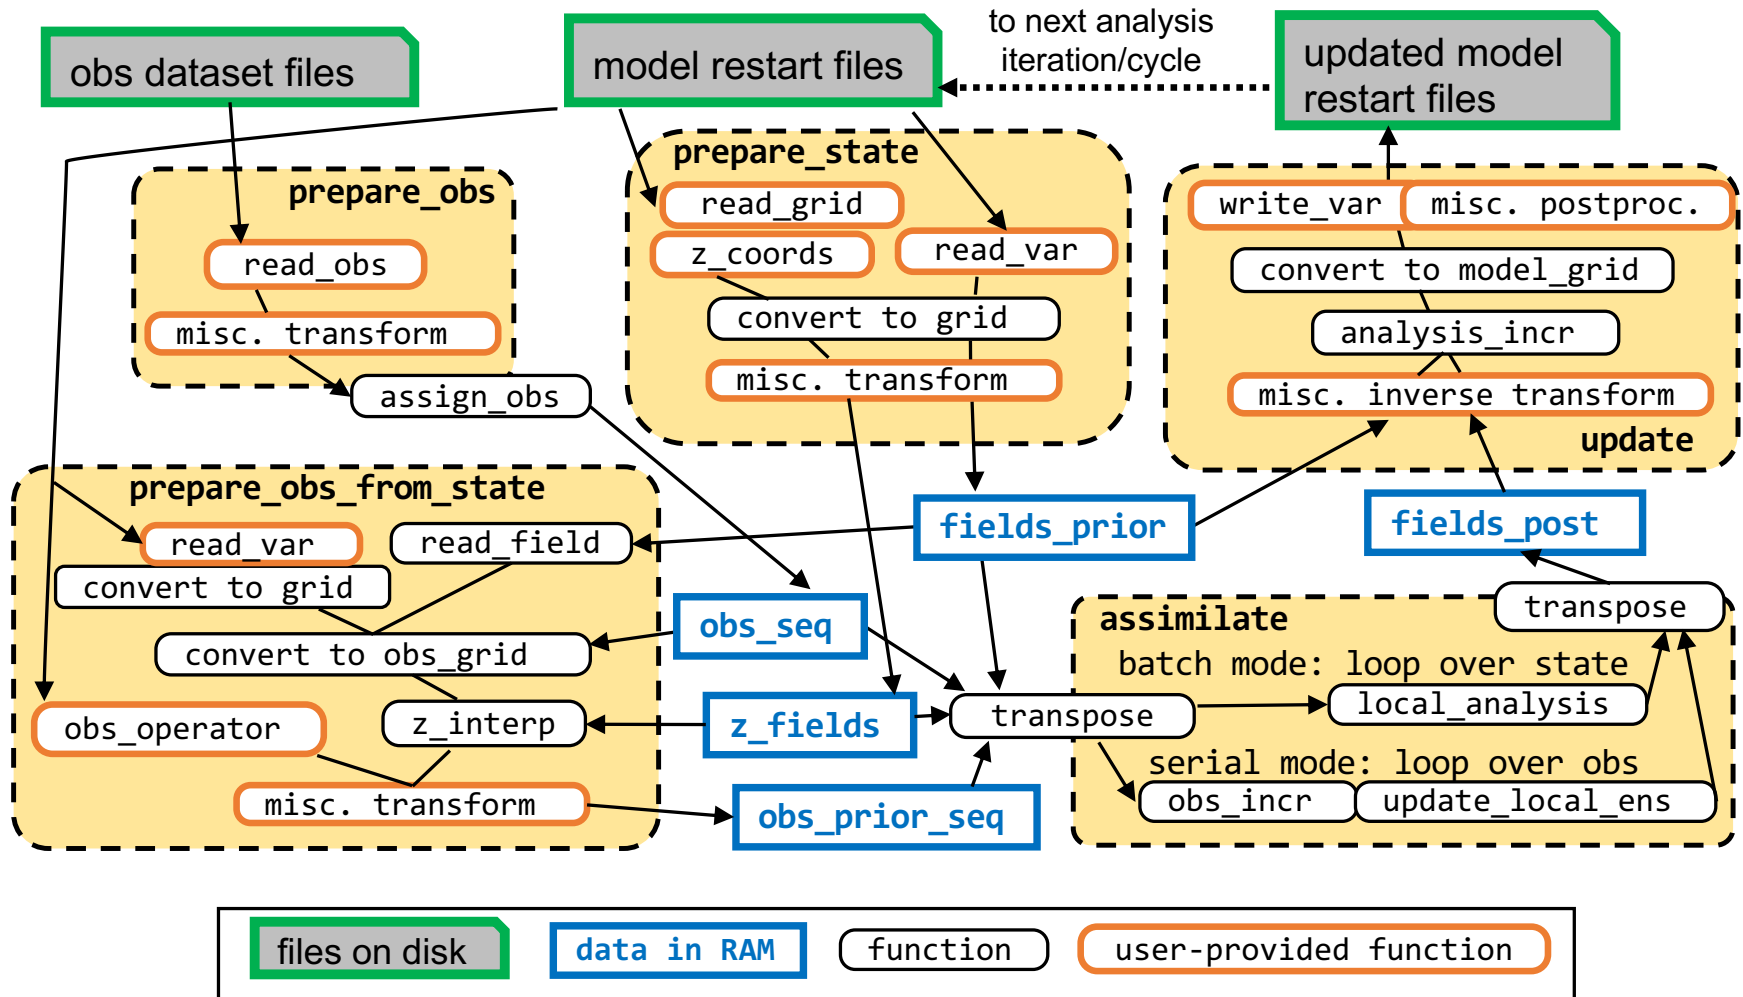 obs dataset files
model restart files
to next analysis
iteration/cycle
updated model
restart files
prepare_obs
read_obs
misc. transform
assign_obs
prepare_state
read_grid
z_coords
read_var
convert to grid
misc. transform
write_var
misc. postproc.
convert to model_grid
analysis_incr
misc. inverse transform
update
prepare_obs_from_state
read_var
read_field
convert to grid
convert to obs_grid
obs_operator
z_interp
misc. transform
fields_prior
fields_post
obs_seq
z_fields
obs_prior_seq
transpose
assimilate
transpose
batch mode: loop over state
local_analysis
serial mode: loop over obs
obs_incr
update_local_ens
files on disk
data in RAM
function
user-provided function